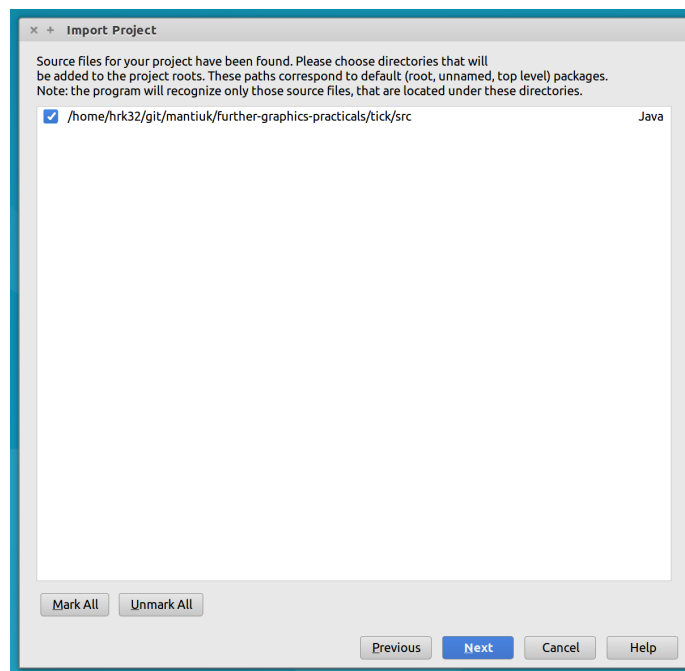 Import Project
Source files for your project have been found. Please choose directories that will
be added to the project roots. These paths correspond to default (root, unnamed, top level) packages.
Note: the program will recognize only those source files, that are located under these directories.
/home/hrk32/git/mantiuk/further-graphics-practicals/tick/src Java
Mark All Unmark All
Previous Next Cancel Help